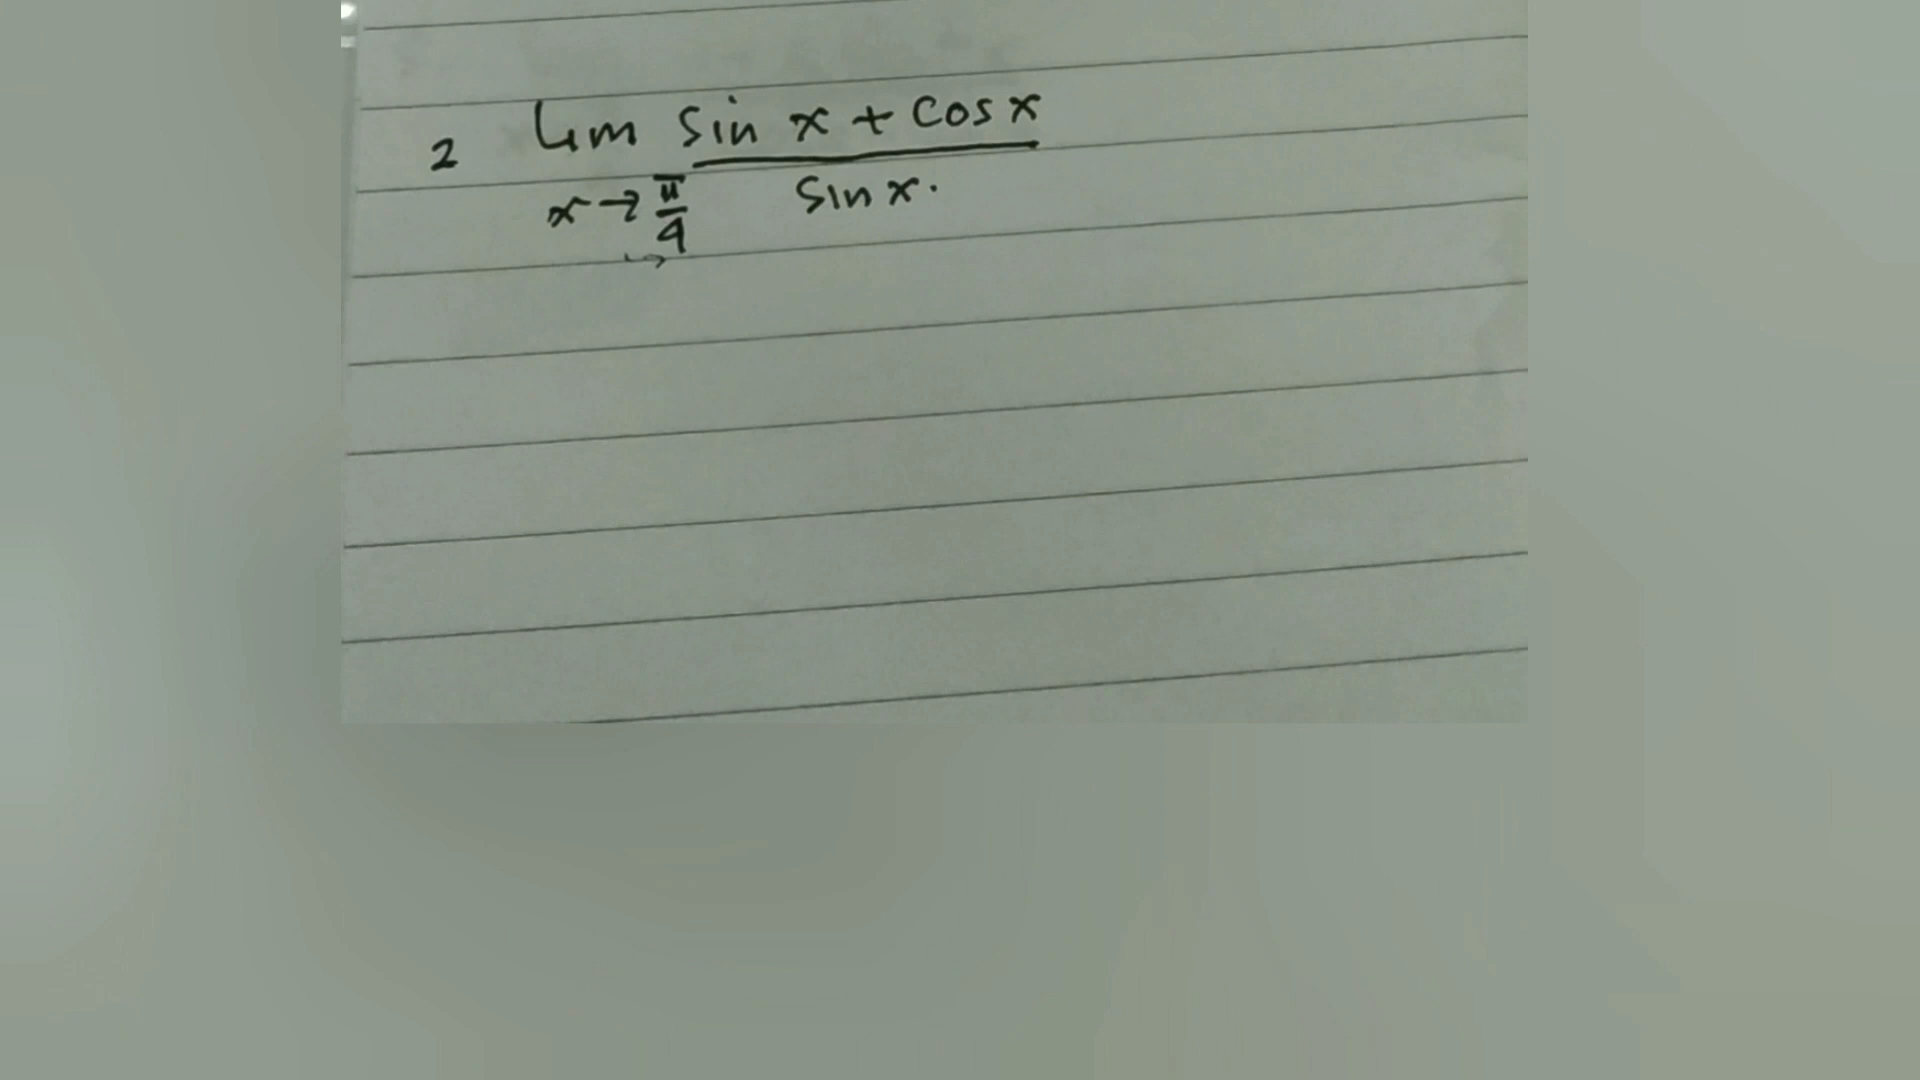 2 lim sin x + cos x
x → π/4 sin x.